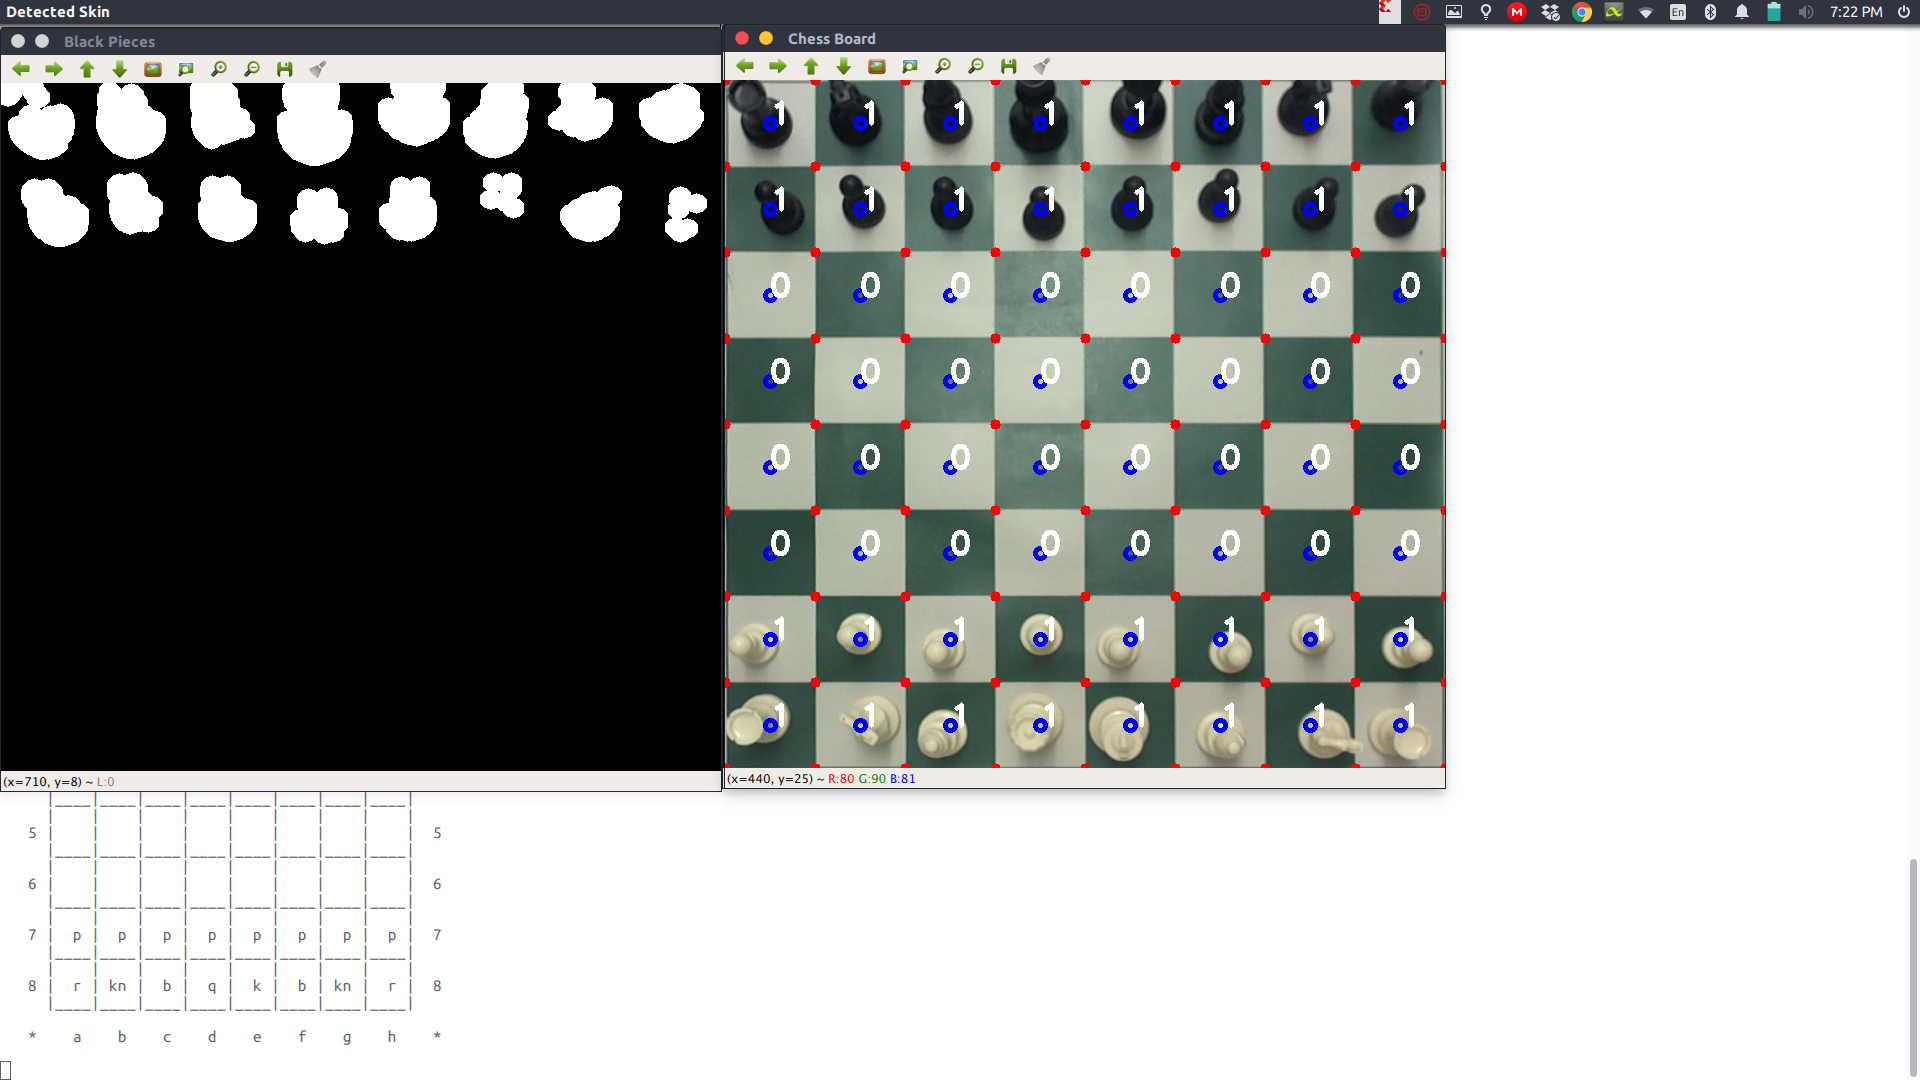 Detected Skin
En 7:22 PM
Black Pieces
Chess Board
1 1 1 1 1 1 1 1
1 1 1 1 1 1 1 1
0 0 0 0 0 0 0 0
0 0 0 0 0 0 0 0
0 0 0 0 0 0 0 0
0 0 0 0 0 0 0 0
1 1 1 1 1 1 1 1
1 1 1 1 1 1 1 1
(x=710, y=8) ~ L:0
(x=440, y=25) ~ R:80 G:90 B:81
5 5
6 6
7 p p p p p p p p 7
8 r kn b q k b kn r 8
* a b c d e f g h *